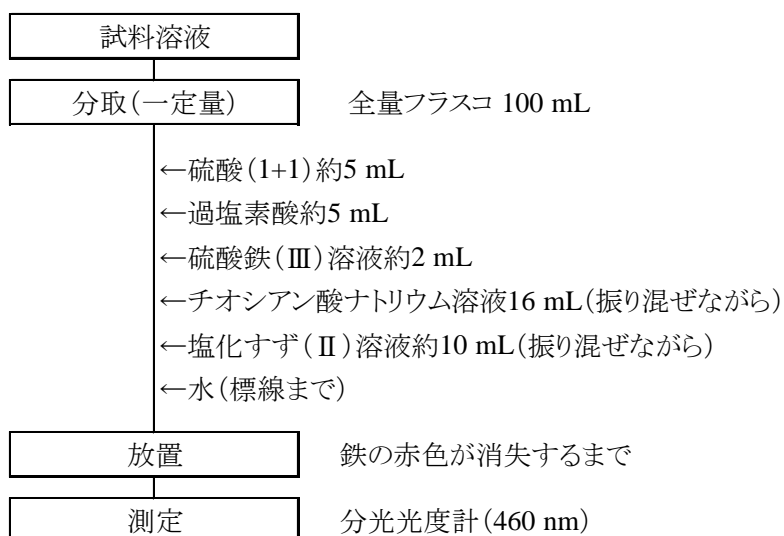 試料溶液
分取(一定量) 全量フラスコ 100 mL
←硫酸(1+1)約5 mL
←過塩素酸約5 mL
←硫酸鉄(Ⅲ)溶液約2 mL
←チオシアン酸ナトリウム溶液16 mL(振り混ぜながら)
←塩化すず(Ⅱ)溶液約10 mL(振り混ぜながら)
←水(標線まで)
放置 鉄の赤色が消失するまで
測定 分光光度計(460 nm)